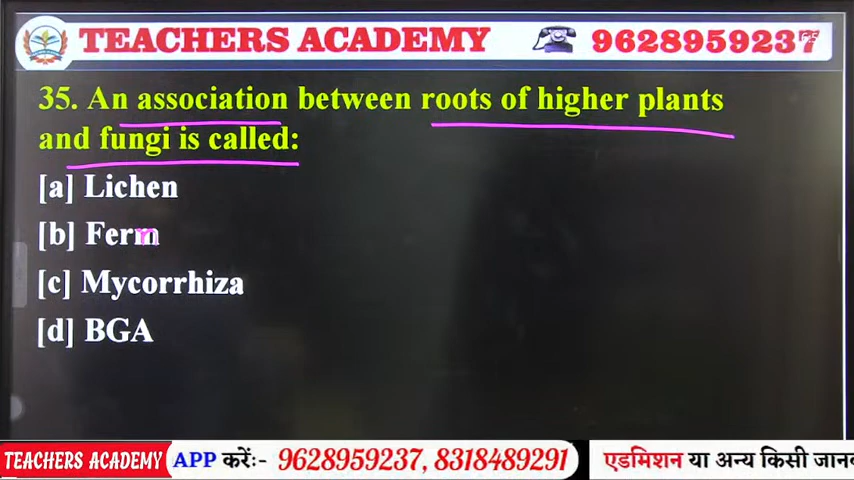 TEACHERS ACADEMY 9628959237
35. An association between roots of higher plants
and fungi is called:
[a] Lichen
[b] Ferm
[c] Mycorrhiza
[d] BGA
TEACHERS ACADEMY APP करेंः- 9628959237, 8318489291 एडमिशन या अन्य किसी